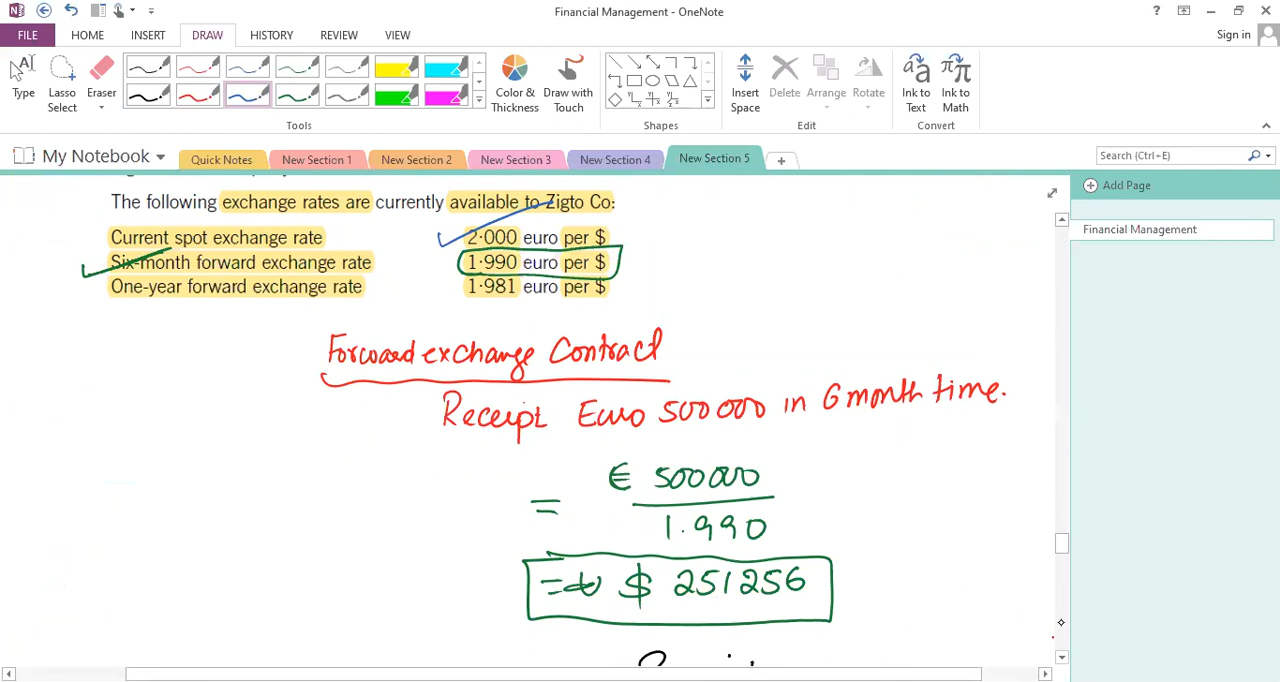 Financial Management - OneNote
?
FILE HOME INSERT DRAW HISTORY REVIEW VIEW
Sign in
Type Lasso Select Eraser
Color & Thickness Draw with Touch
Insert Space Delete Arrange Rotate
Ink to Text Ink to Math
Tools Shapes Edit Convert
My Notebook Quick Notes New Section 1 New Section 2 New Section 3 New Section 4 New Section 5
Search (Ctrl+E)
Add Page
Financial Management
The following exchange rates are currently available to Zigto Co:
Current spot exchange rate 2·000 euro per $
Six-month forward exchange rate 1·990 euro per $
One-year forward exchange rate 1·981 euro per $
Forward exchange Contract
Receipt Euro 500000 in 6 month time.
€ 500000
=
1.990
= $ 251256